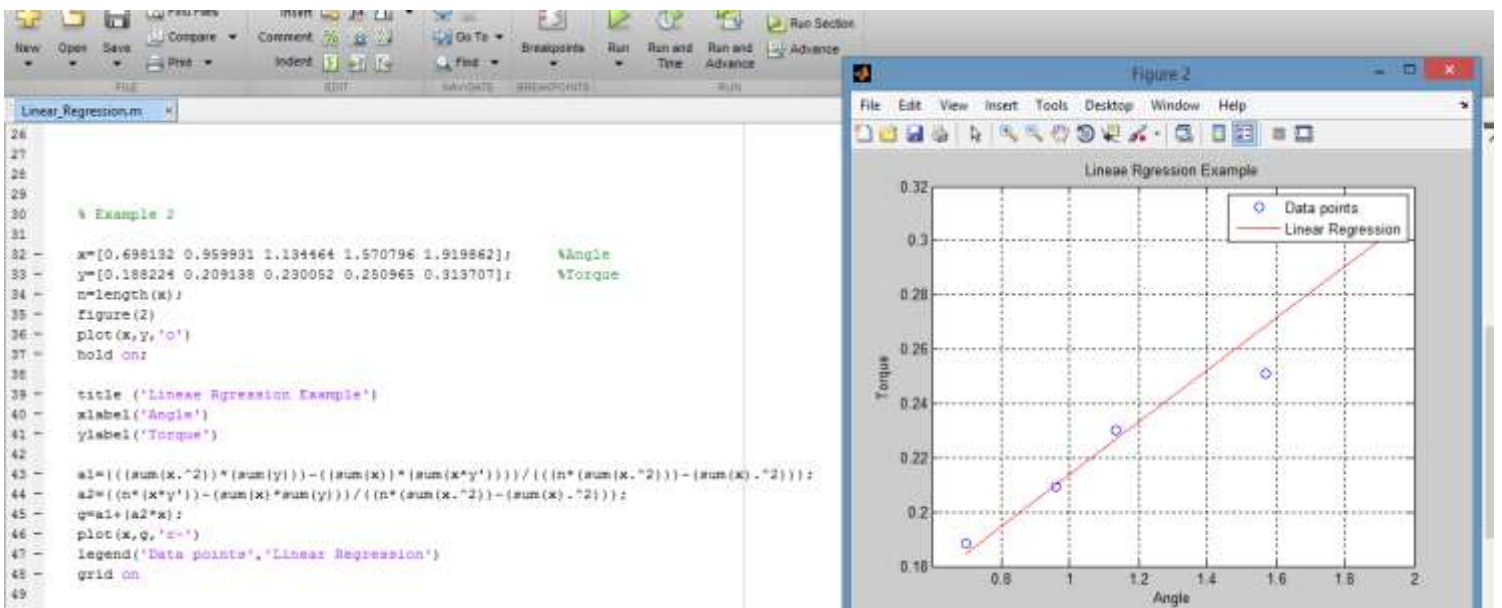 Find Files
Insert
New
Open
Save
Compare
Comment
Go To
Breakpoints
Run
Run and
Time
Run and
Advance
Run Section
Advance
Print
Indent
Find
FILE
EDIT
NAVIGATE
BREAKPOINTS
RUN
Linear_Regression.m ×
26
27
28
29
30 % Example 2
31
32 – x=[0.698132 0.959931 1.134464 1.570796 1.919862]; %Angle
33 – y=[0.188224 0.209138 0.230052 0.250965 0.313707]; %Torque
34 – n=length(x);
35 – figure(2)
36 – plot(x,y,'o')
37 – hold on;
38
39 – title ('Lineae Rgression Example')
40 – xlabel('Angle')
41 – ylabel('Torque')
42
43 – a1=(((sum(x.^2))*(sum(y)))-((sum(x))*(sum(x*y'))))/(((n*(sum(x.^2)))-(sum(x).^2)));
44 – a2=((n*(x*y'))-(sum(x)*sum(y)))/((n*(sum(x.^2))-(sum(x).^2)));
45 – g=a1+(a2*x);
46 – plot(x,g,'r-')
47 – legend('Data points','Linear Regression')
48 – grid on
49
Figure 2
File Edit View Insert Tools Desktop Window Help
Lineae Rgression Example
Data points
Linear Regression
0.32
0.3
0.28
0.26
0.24
0.22
0.2
0.18
Torque
0.8 1 1.2 1.4 1.6 1.8 2
Angle